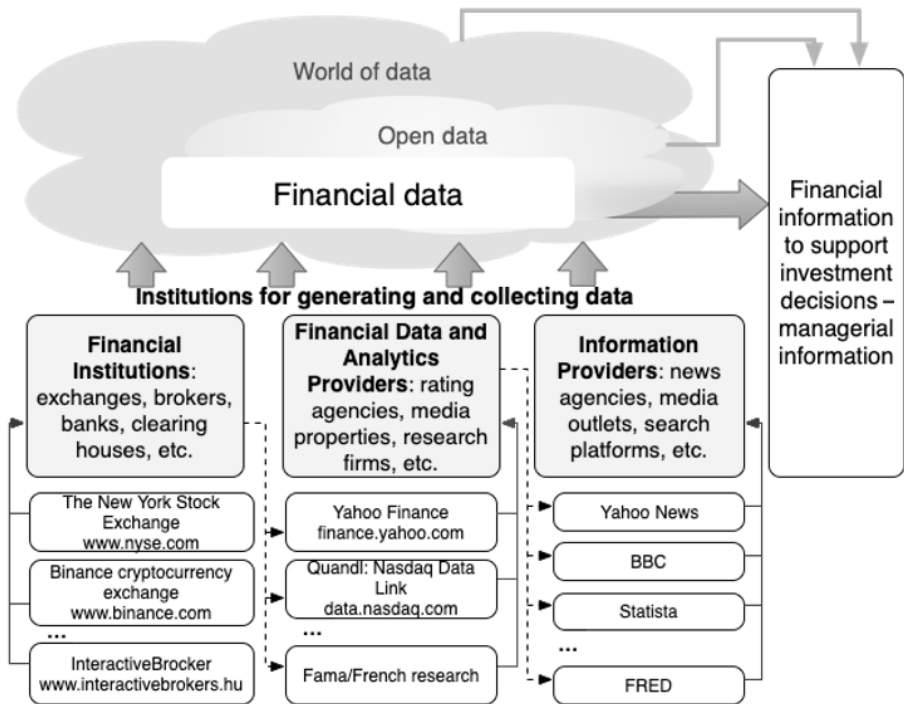 World of data
Open data
Financial data
Financial
information
to support
investment
decisions –
managerial
information
Institutions for generating and collecting data
Financial
Institutions:
exchanges, brokers,
banks, clearing
houses, etc.
Financial Data and
Analytics
Providers: rating
agencies, media
properties, research
firms, etc.
Information
Providers: news
agencies, media
outlets, search
platforms, etc.
The New York Stock
Exchange
www.nyse.com
Binance cryptocurrency
exchange
www.binance.com
...
InteractiveBrocker
www.interactivebrokers.hu
Yahoo Finance
finance.yahoo.com
Quandl: Nasdaq Data
Link
data.nasdaq.com
...
Fama/French research
Yahoo News
BBC
Statista
...
FRED